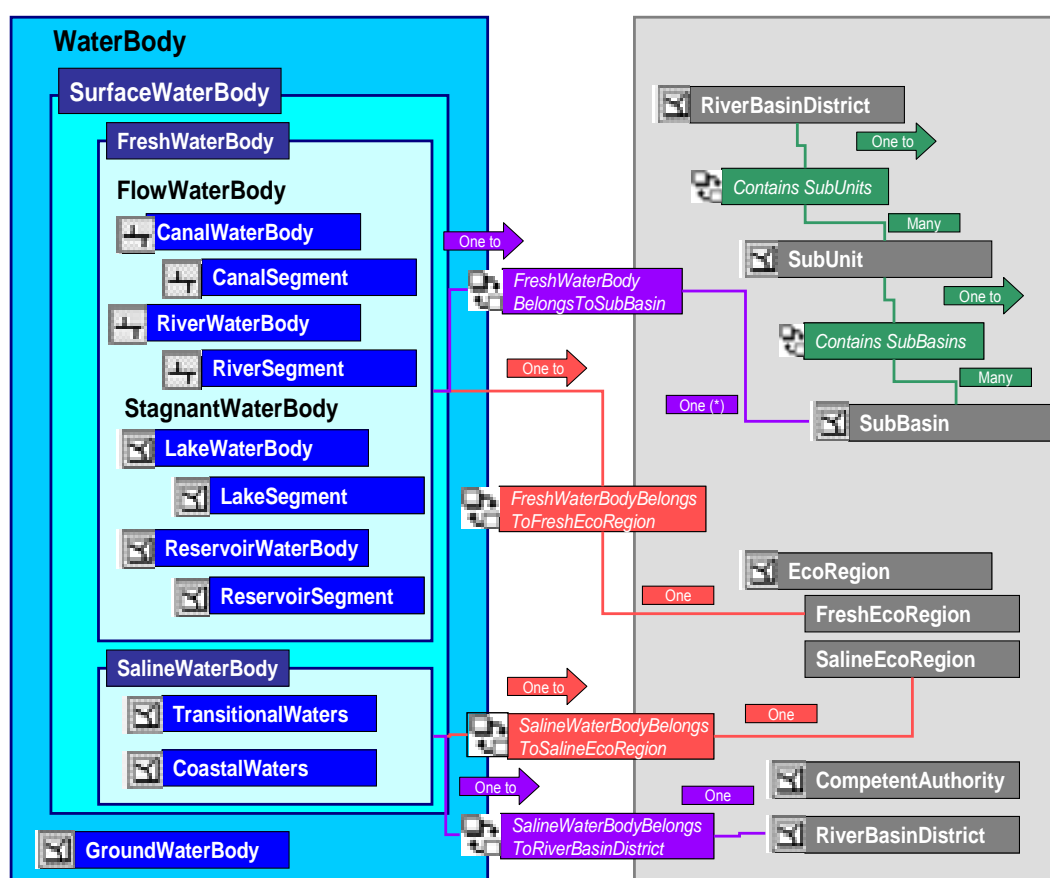 WaterBody
SurfaceWaterBody
FreshWaterBody
FlowWaterBody
CanalWaterBody
CanalSegment
RiverWaterBody
RiverSegment
StagnantWaterBody
LakeWaterBody
LakeSegment
ReservoirWaterBody
ReservoirSegment
SalineWaterBody
TransitionalWaters
CoastalWaters
GroundWaterBody
One to
FreshWaterBody
BelongsToSubBasin
One (*)
One to
FreshWaterBodyBelongs
ToFreshEcoRegion
One
One to
SalineWaterBodyBelongs
ToSalineEcoRegion
One
One to
SalineWaterBodyBelongs
ToRiverBasinDistrict
One
RiverBasinDistrict
One to
Contains SubUnits
Many
SubUnit
One to
Contains SubBasins
Many
SubBasin
EcoRegion
FreshEcoRegion
SalineEcoRegion
CompetentAuthority
RiverBasinDistrict